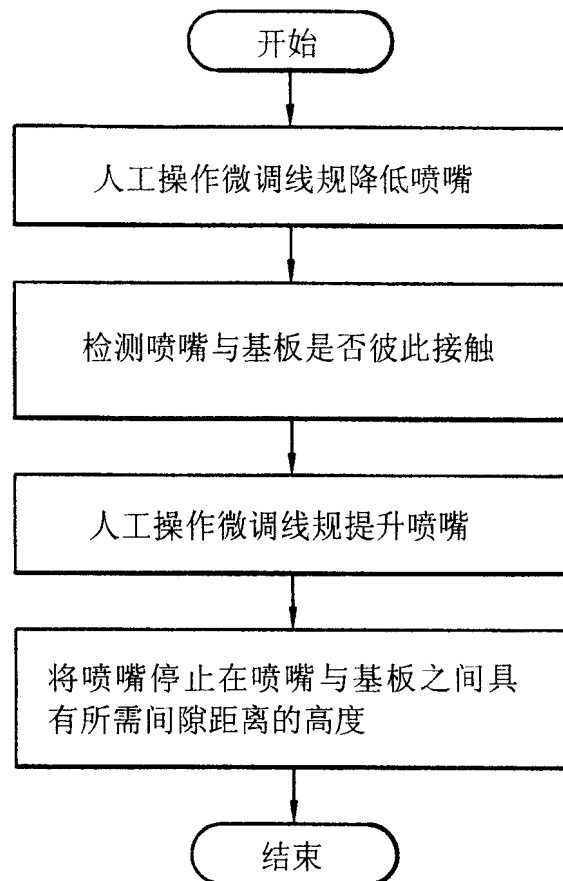 开始
人工操作微调线规降低喷嘴
检测喷嘴与基板是否彼此接触
人工操作微调线规提升喷嘴
将喷嘴停止在喷嘴与基板之间具
有所需间隙距离的高度
结束